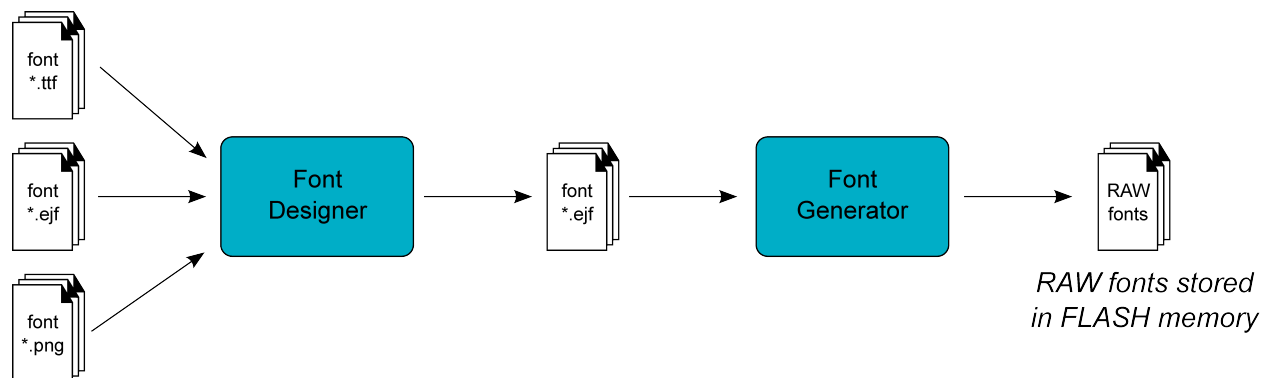 font
*.ttf
font
*.ejf
font
*.png
Font
Designer
font
*.ejf
Font
Generator
RAW
fonts
RAW fonts stored
in FLASH memory